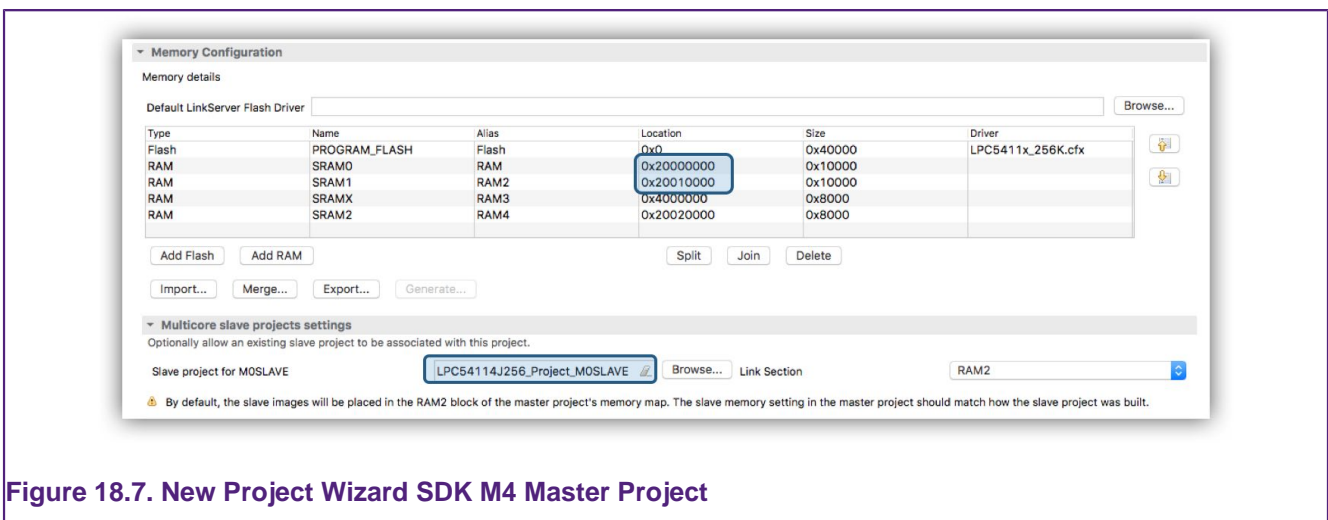 Memory Configuration
Memory details
Default LinkServer Flash Driver Browse...
Type Name Alias Location Size Driver
Flash PROGRAM_FLASH Flash 0x0 0x40000 LPC5411x_256K.cfx
RAM SRAM0 RAM 0x20000000 0x10000
RAM SRAM1 RAM2 0x20010000 0x10000
RAM SRAMX RAM3 0x4000000 0x8000
RAM SRAM2 RAM4 0x20020000 0x8000
Add Flash Add RAM Split Join Delete
Import... Merge... Export... Generate...
Multicore slave projects settings
Optionally allow an existing slave project to be associated with this project.
Slave project for M0SLAVE LPC54114J256_Project_M0SLAVE Browse... Link Section RAM2
By default, the slave images will be placed in the RAM2 block of the master project's memory map. The slave memory setting in the master project should match how the slave project was built.
Figure 18.7. New Project Wizard SDK M4 Master Project